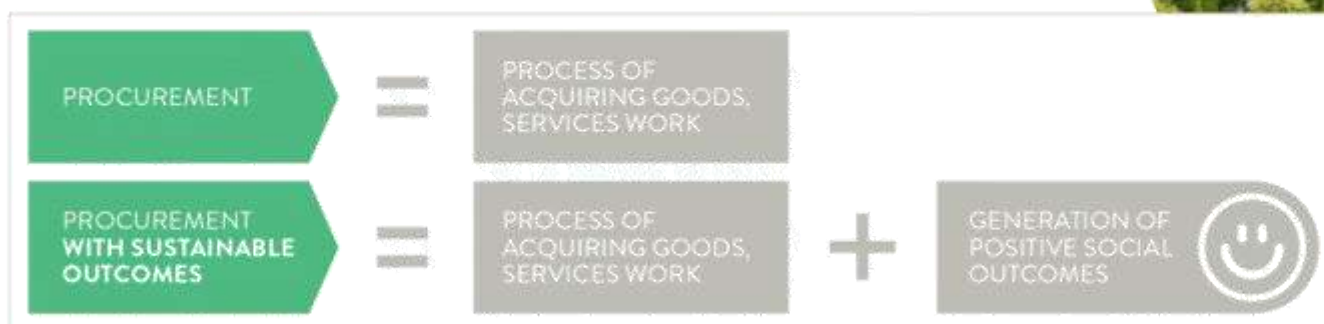 PROCUREMENT
=
PROCESS OF
ACQUIRING GOODS,
SERVICES WORK
PROCUREMENT
WITH SUSTAINABLE
OUTCOMES
=
PROCESS OF
ACQUIRING GOODS,
SERVICES WORK
+
GENERATION OF
POSITIVE SOCIAL
OUTCOMES